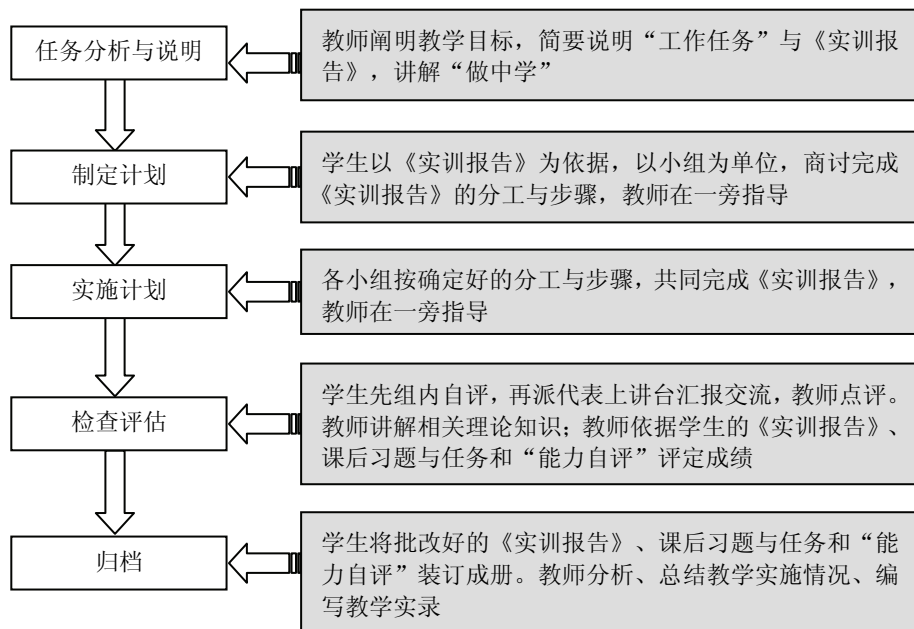 任务分析与说明
教师阐明教学目标，简要说明“工作任务”与《实训报
告》，讲解“做中学”
制定计划
学生以《实训报告》为依据，以小组为单位，商讨完成
《实训报告》的分工与步骤，教师在一旁指导
实施计划
各小组按确定好的分工与步骤，共同完成《实训报告》，
教师在一旁指导
检查评估
学生先组内自评，再派代表上讲台汇报交流，教师点评。
教师讲解相关理论知识；教师依据学生的《实训报告》、
课后习题与任务和“能力自评”评定成绩
归档
学生将批改好的《实训报告》、课后习题与任务和“能
力自评”装订成册。教师分析、总结教学实施情况、编
写教学实录